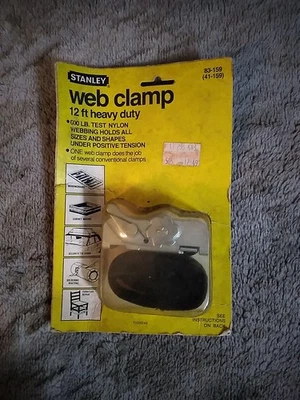 STANLEY
83-159
(41-159)
web clamp
12 ft heavy duty
• 600 LB. TEST NYLON
WEBBING HOLDS ALL
SIZES AND SHAPES
UNDER POSITIVE TENSION
• ONE web clamp does the job
of several conventional clamps.
SEE
INSTRUCTIONS
ON BACK